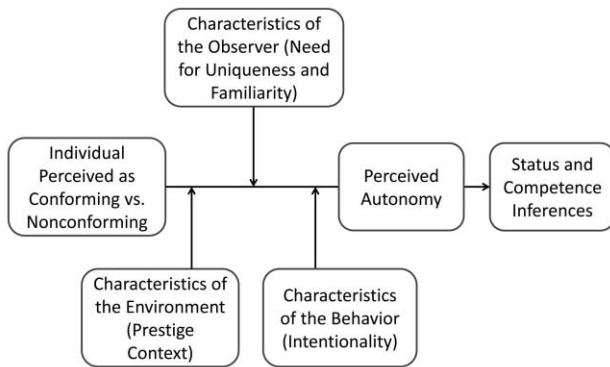 Characteristics of
the Observer (Need
for Uniqueness and
Familiarity)
Individual
Perceived as
Conforming vs.
Nonconforming
Perceived
Autonomy
Status and
Competence
Inferences
Characteristics of
the Environment
(Prestige
Context)
Characteristics
of the Behavior
(Intentionality)